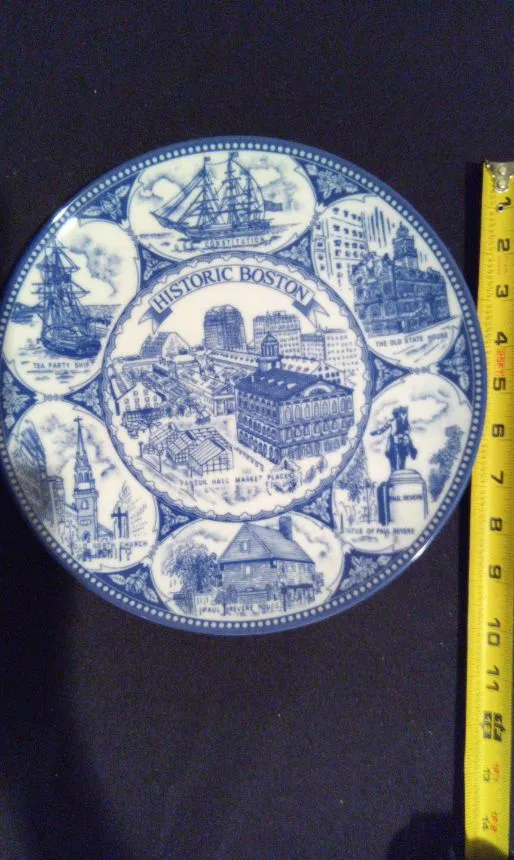 CONSTITUTION
HISTORIC BOSTON
TEA PARTY SHIP
THE OLD STATE HOUSE
FANEUIL HALL MARKET PLACE
PAUL REVERE
STATUE OF PAUL REVERE
NORTH CHURCH
PAUL REVERE HOUSE
1
2
3
4
5
6
7
8
9
10
11
13
14